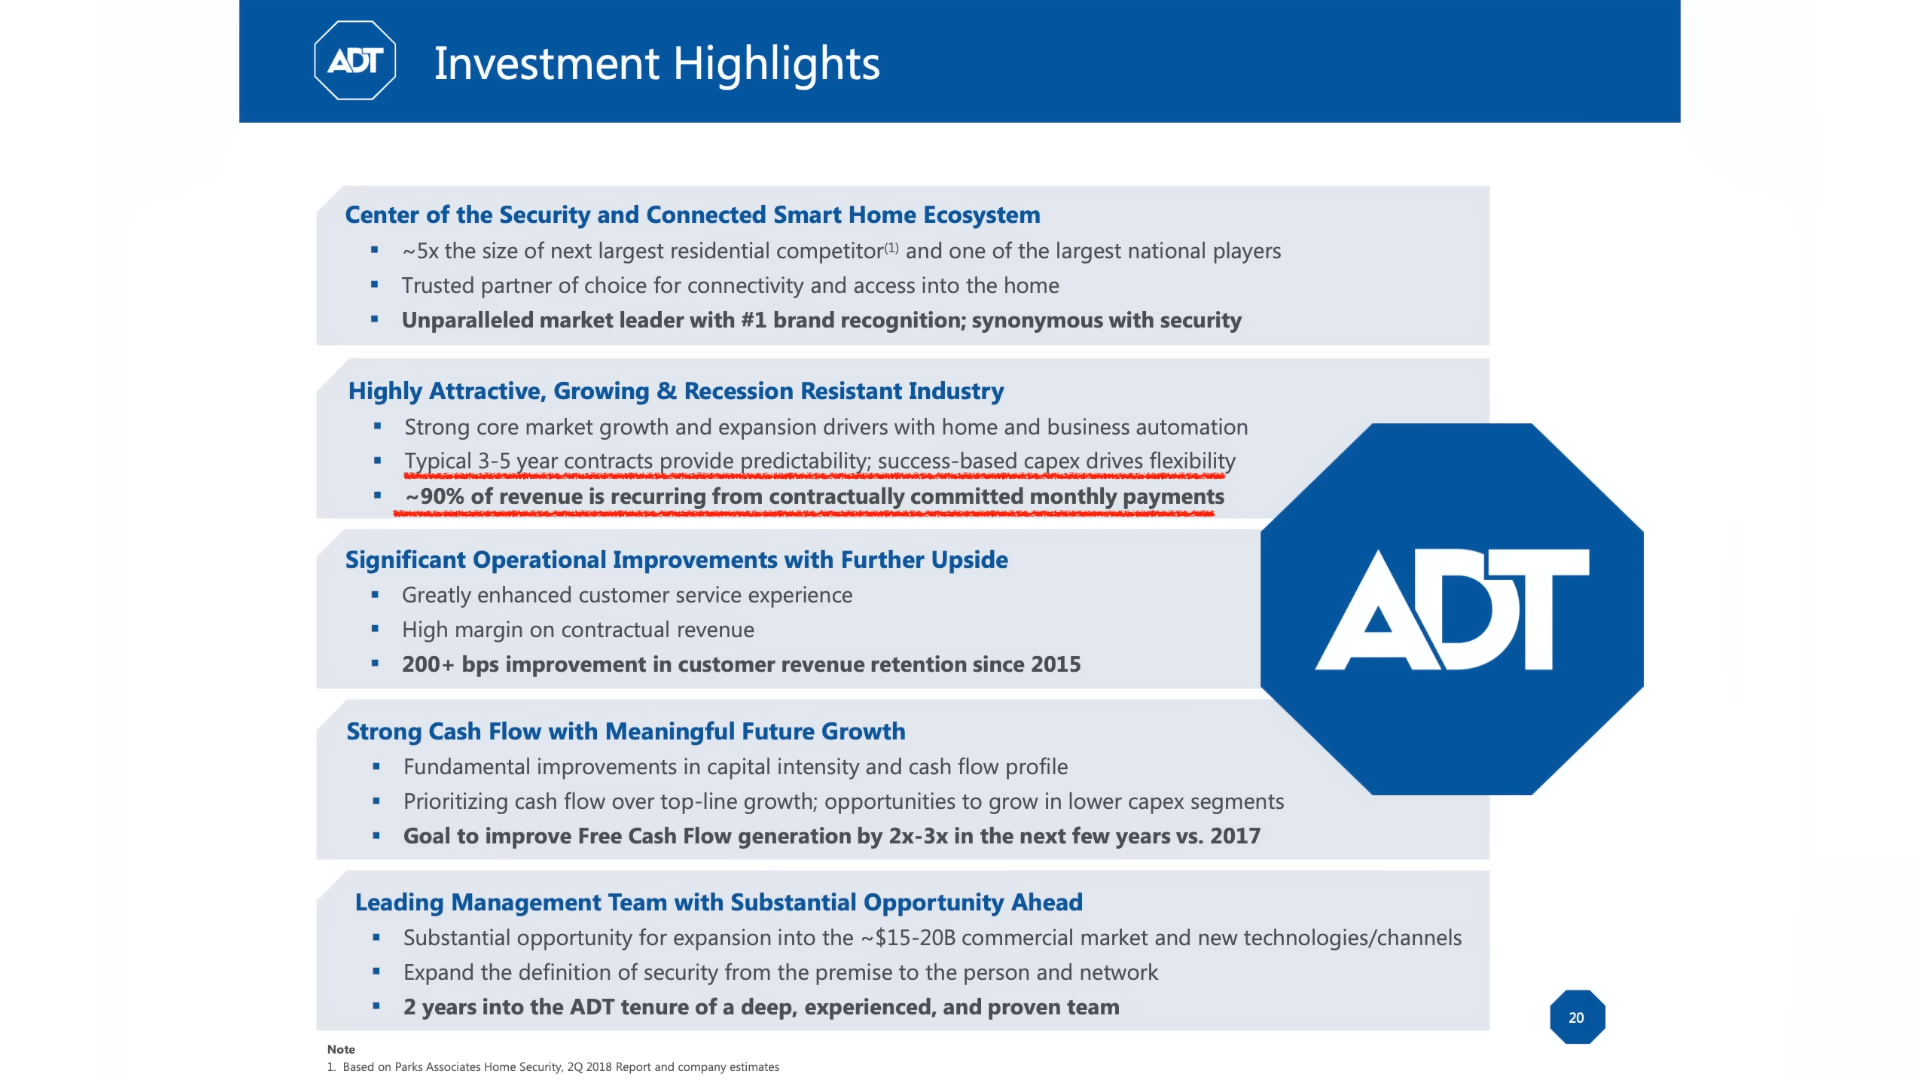 ADT Investment Highlights
Center of the Security and Connected Smart Home Ecosystem
▪ ~5x the size of next largest residential competitor(1) and one of the largest national players
▪ Trusted partner of choice for connectivity and access into the home
▪ Unparalleled market leader with #1 brand recognition; synonymous with security
Highly Attractive, Growing & Recession Resistant Industry
▪ Strong core market growth and expansion drivers with home and business automation
▪ Typical 3-5 year contracts provide predictability; success-based capex drives flexibility
▪ ~90% of revenue is recurring from contractually committed monthly payments
Significant Operational Improvements with Further Upside
▪ Greatly enhanced customer service experience
▪ High margin on contractual revenue
▪ 200+ bps improvement in customer revenue retention since 2015
ADT
Strong Cash Flow with Meaningful Future Growth
▪ Fundamental improvements in capital intensity and cash flow profile
▪ Prioritizing cash flow over top-line growth; opportunities to grow in lower capex segments
▪ Goal to improve Free Cash Flow generation by 2x-3x in the next few years vs. 2017
Leading Management Team with Substantial Opportunity Ahead
▪ Substantial opportunity for expansion into the ~$15-20B commercial market and new technologies/channels
▪ Expand the definition of security from the premise to the person and network
▪ 2 years into the ADT tenure of a deep, experienced, and proven team
20
Note
1. Based on Parks Associates Home Security, 2Q 2018 Report and company estimates